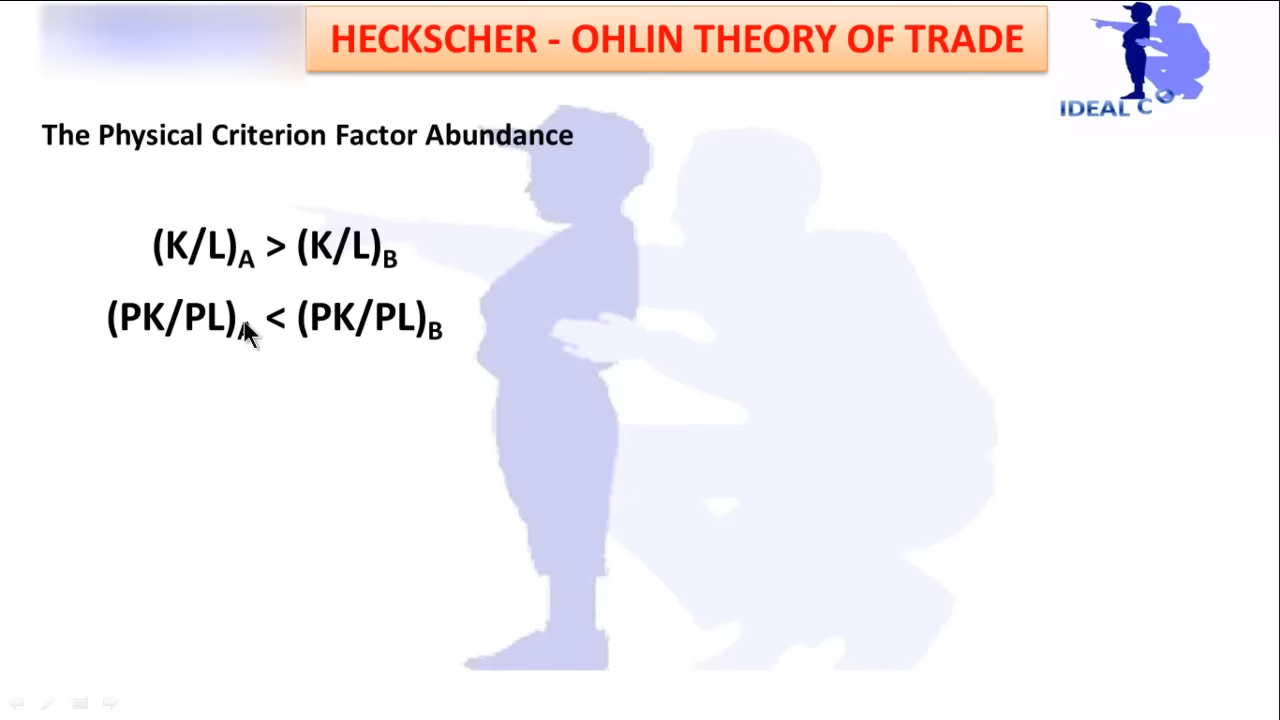 HECKSCHER - OHLIN THEORY OF TRADE
IDEAL C
The Physical Criterion Factor Abundance
(K/L)A > (K/L)B
(PK/PL)A < (PK/PL)B